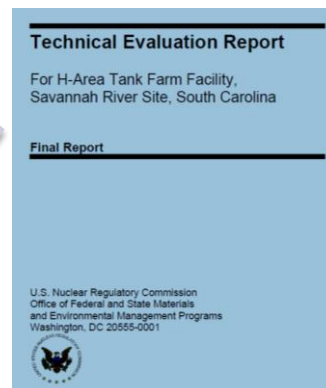 Technical Evaluation Report
For H-Area Tank Farm Facility,
Savannah River Site, South Carolina
Final Report
U.S. Nuclear Regulatory Commission
Office of Federal and State Materials
and Environmental Management Programs
Washington, DC 20555-0001